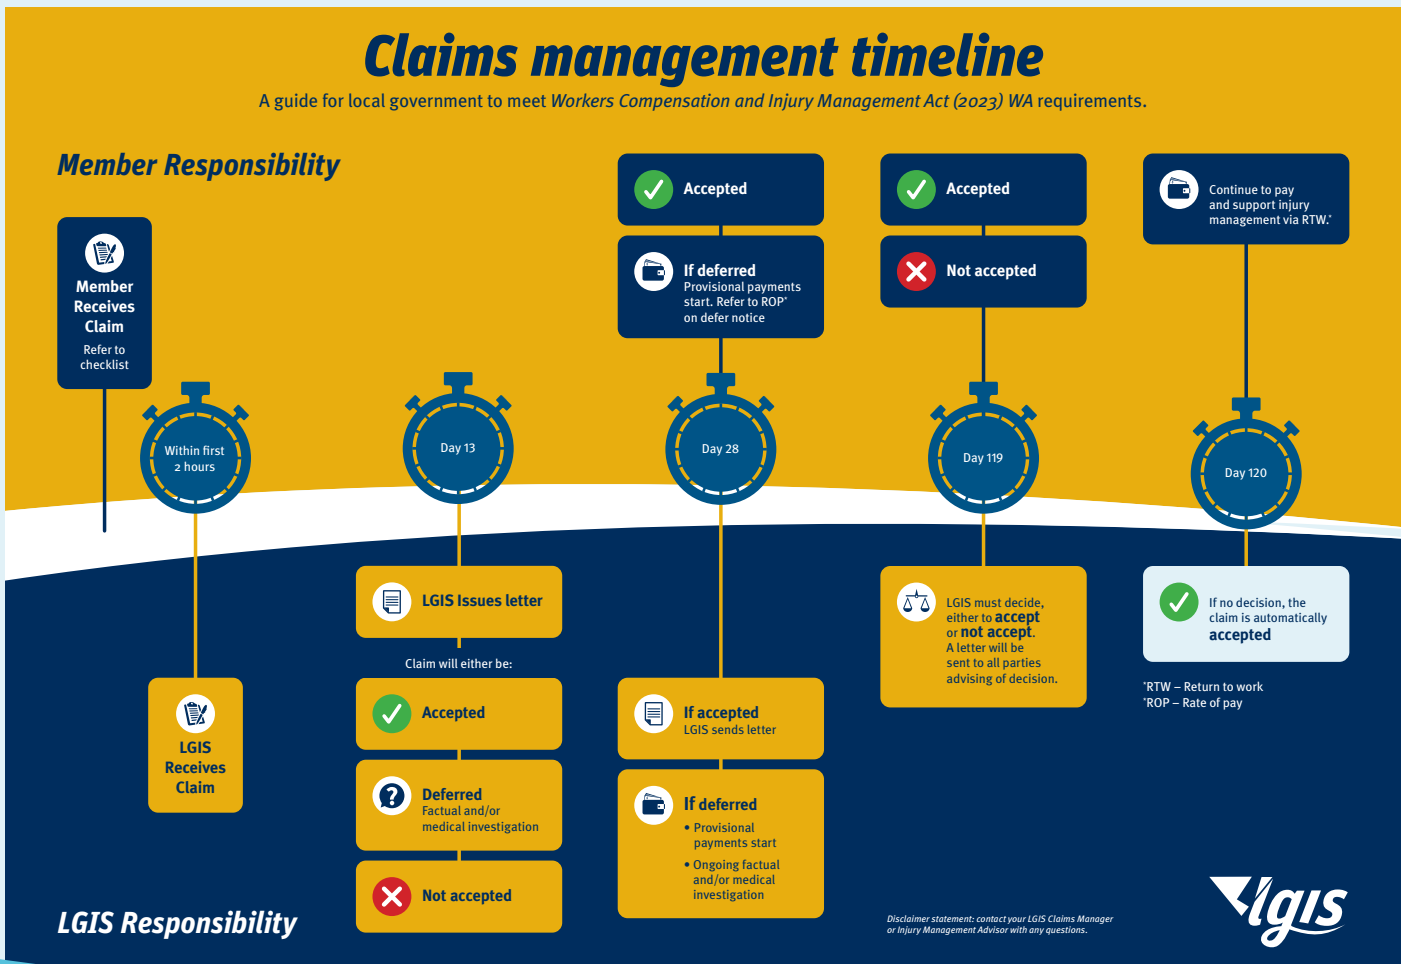 Claims management timeline
A guide for local government to meet Workers Compensation and Injury Management Act (2023) WA requirements.
Member Responsibility
Member
Receives
Claim
Refer to
checklist
Accepted
If deferred
Provisional payments
start. Refer to ROP*
on defer notice
Accepted
Not accepted
Continue to pay
and support injury
management via RTW.*
Within first
2 hours
Day 13
Day 28
Day 119
Day 120
LGIS
Receives
Claim
LGIS Issues letter
Claim will either be:
Accepted
Deferred
Factual and/or
medical investigation
Not accepted
If accepted
LGIS sends letter
If deferred
• Provisional
payments start
• Ongoing factual
and/or medical
investigation
LGIS must decide,
either to accept
or not accept.
A letter will be
sent to all parties
advising of decision.
If no decision, the
claim is automatically
accepted
*RTW – Return to work
*ROP – Rate of pay
LGIS Responsibility
Disclaimer statement: contact your LGIS Claims Manager
or Injury Management Advisor with any questions.
lgis